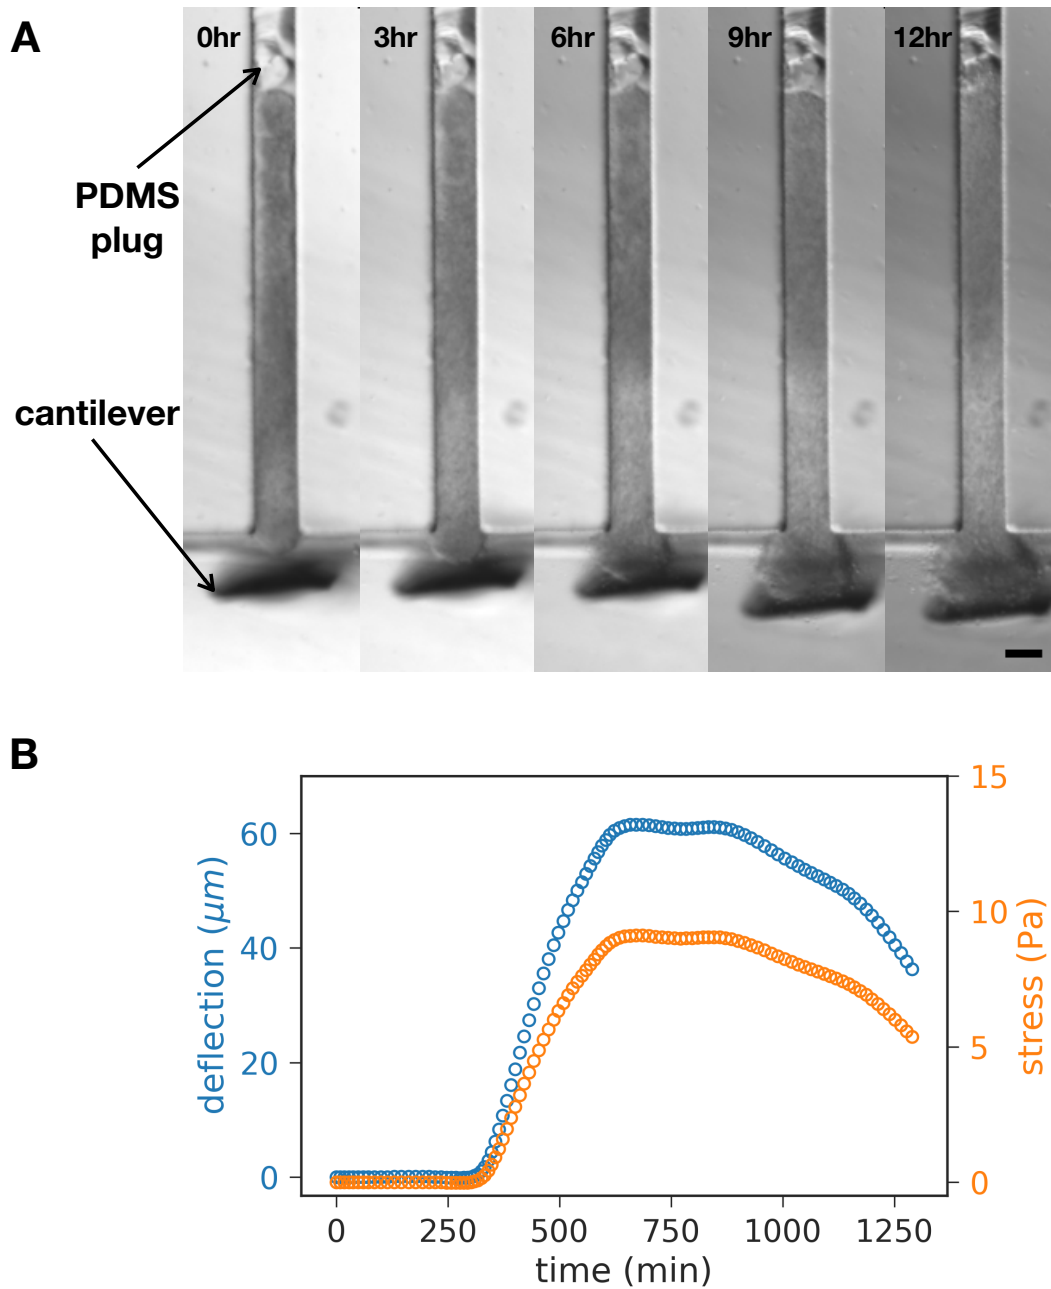 A
0hr
3hr
6hr
9hr
12hr
PDMS
plug
cantilever
B
15
60
10
40
5
20
0
0
deflection (μm)
stress (Pa)
0
250
500
750
1000
1250
time (min)